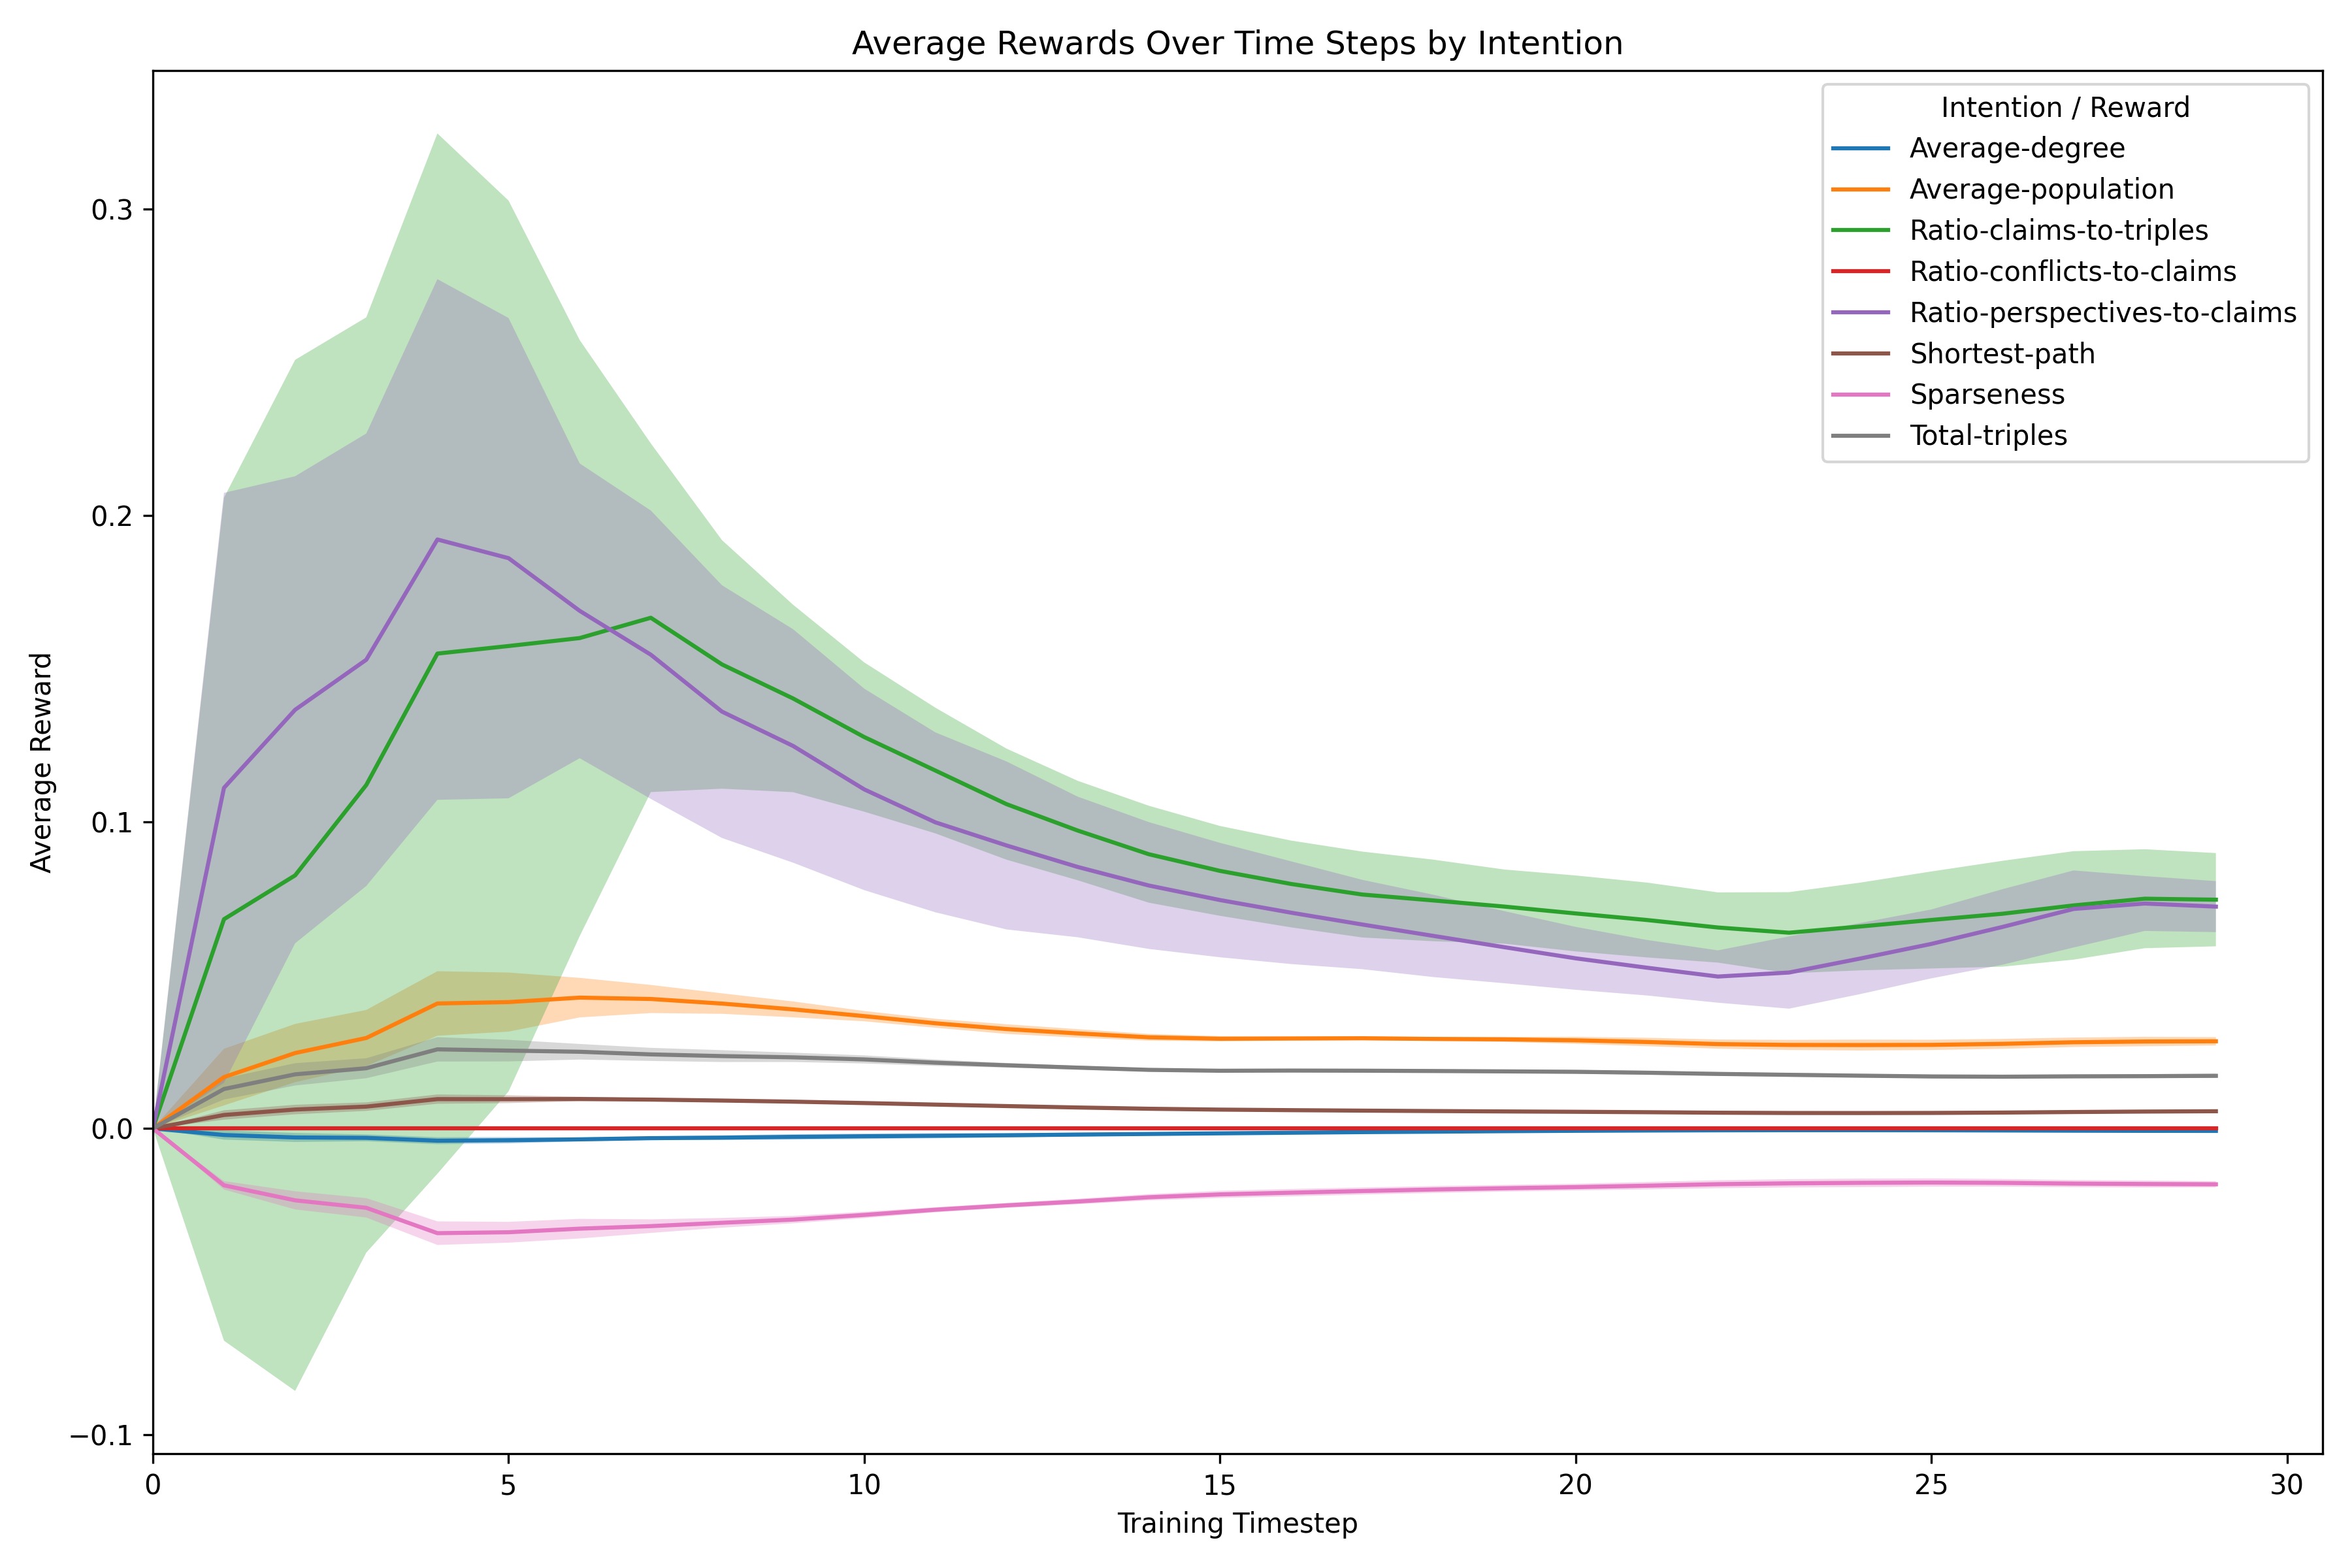 Average Rewards Over Time Steps by Intention
Intention / Reward
Average-degree
Average-population
Ratio-claims-to-triples
Ratio-conflicts-to-claims
Ratio-perspectives-to-claims
Shortest-path
Sparseness
Total-triples
Average Reward
0.3
0.2
0.1
0.0
−0.1
0 5 10 15 20 25 30
Training Timestep